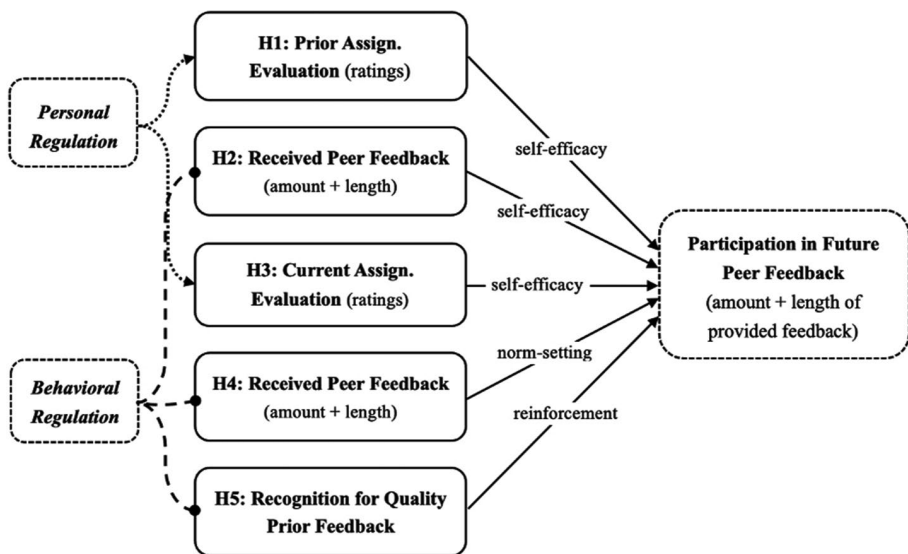 H1: Prior Assign.
Evaluation (ratings)
Personal
Regulation
self-efficacy
H2: Received Peer Feedback
(amount + length)
self-efficacy
Participation in Future
Peer Feedback
(amount + length of
provided feedback)
H3: Current Assign.
Evaluation (ratings)
self-efficacy
norm-setting
H4: Received Peer Feedback
(amount + length)
Behavioral
Regulation
reinforcement
H5: Recognition for Quality
Prior Feedback